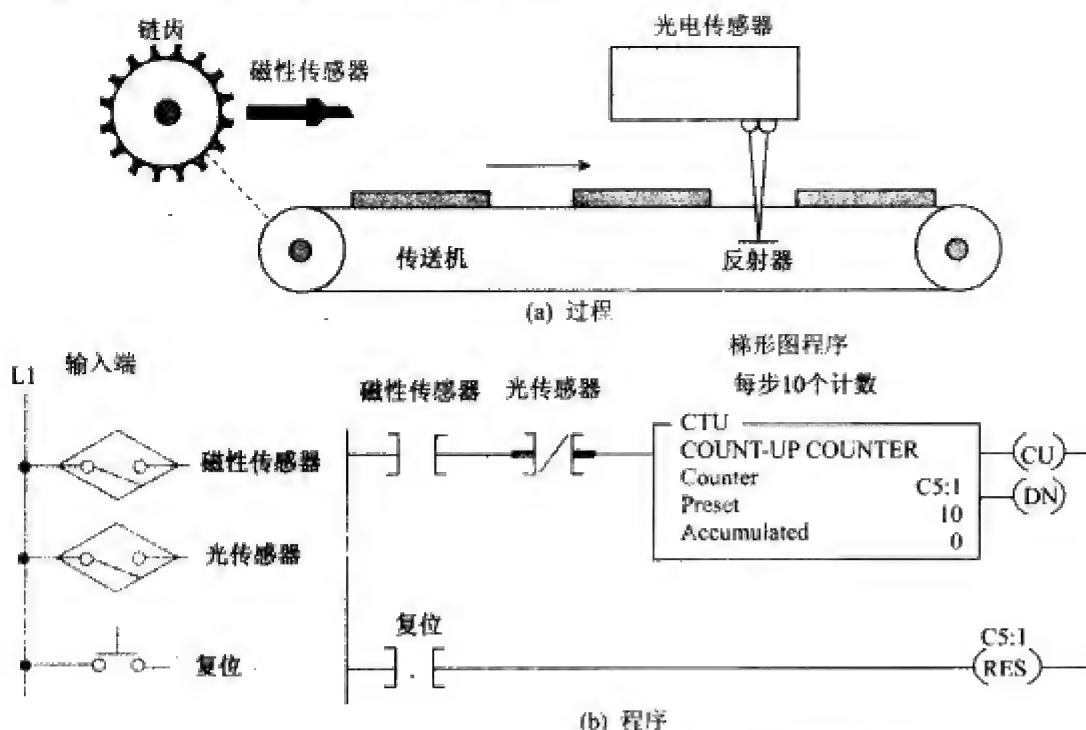 链齿
磁性传感器
光电传感器
传送机
反射器
(a) 过程
梯形图程序
每步10个计数
L1
输入端
磁性传感器
光传感器
复位
磁性传感器
光传感器
CTU
COUNT-UP COUNTER
Counter C5:1
Preset 10
Accumulated 0
CU
DN
复位
C5:1
RES
(b) 程序